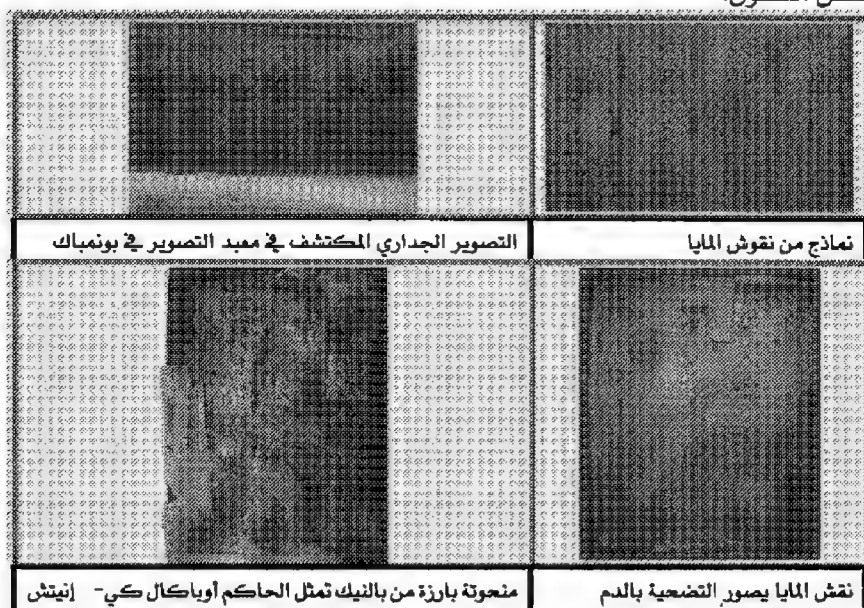 نماذج من نقوش المايا
التصوير الجداري المكتشف في معبد التصوير في بونمباك
نقش المايا يصور التضحية بالدم
منحوتة بارزة من بالنيك تمثل الحاكم أوباكال كي- إنيتش